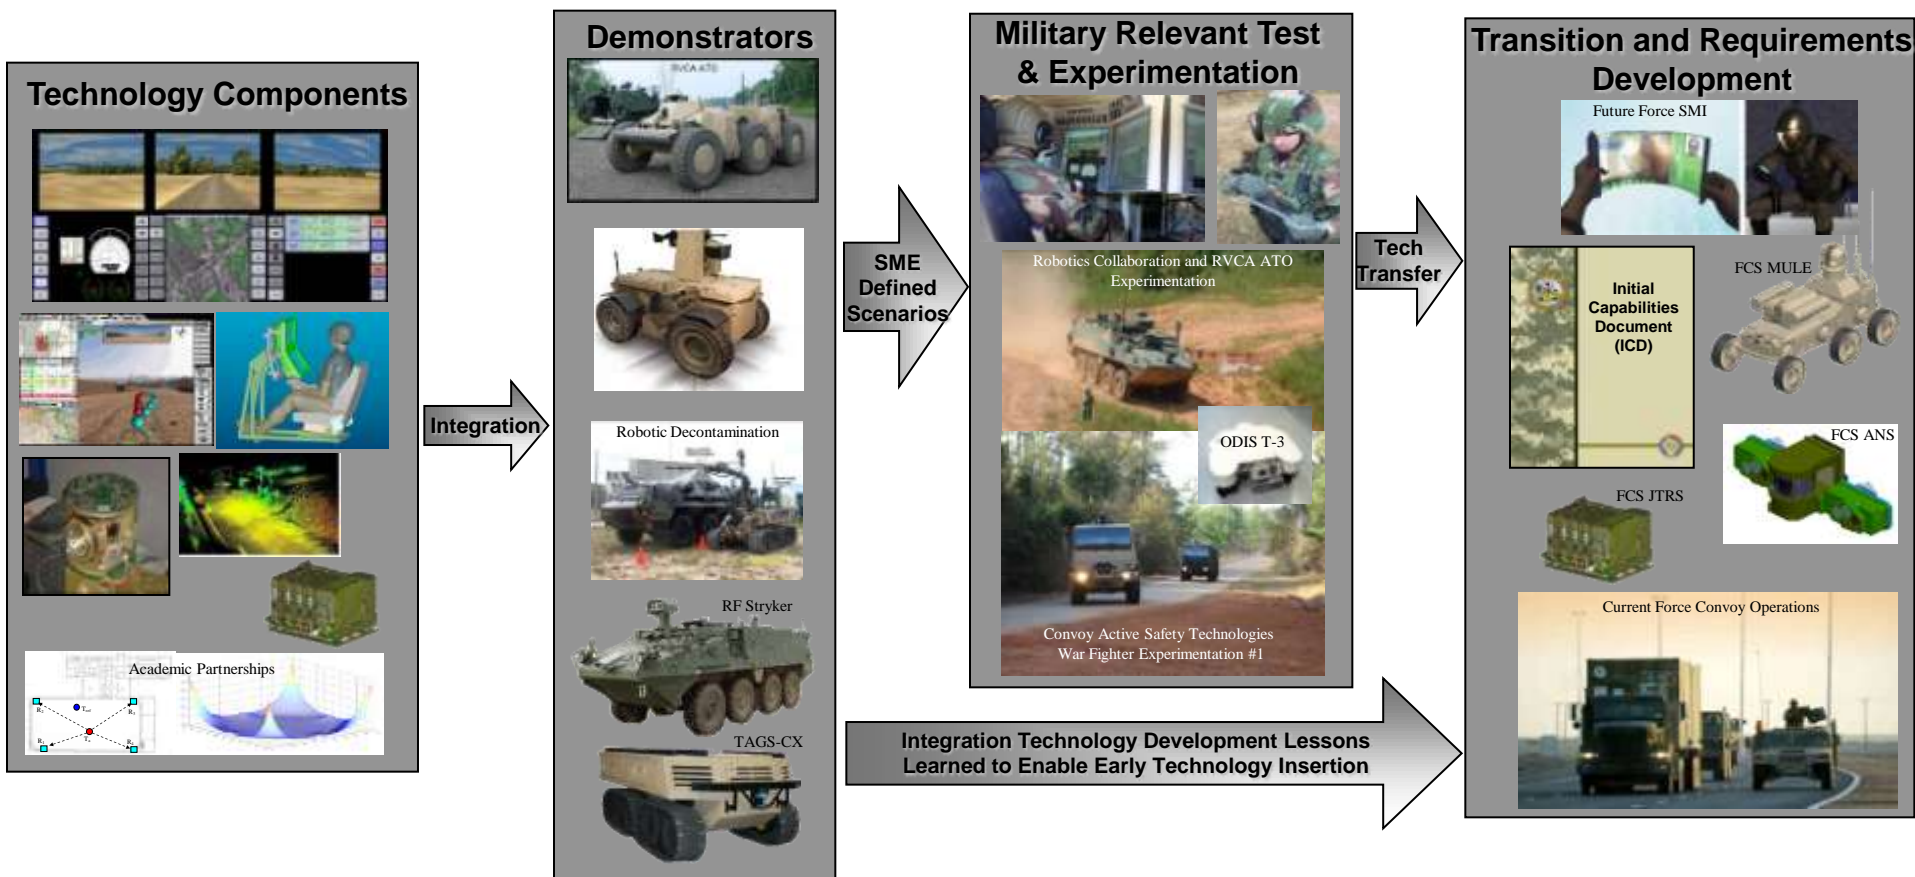 Technology Components
Academic Partnerships
Integration
Demonstrators
RVCA ATO
Robotic Decontamination
RF Stryker
TAGS-CX
SME
Defined
Scenarios
Military Relevant Test
& Experimentation
Robotics Collaboration and RVCA ATO
Experimentation
ODIS T-3
Convoy Active Safety Technologies
War Fighter Experimentation #1
Tech
Transfer
Integration Technology Development Lessons
Learned to Enable Early Technology Insertion
Transition and Requirements
Development
Future Force SMI
FCS MULE
Initial
Capabilities
Document
(ICD)
FCS ANS
FCS JTRS
Current Force Convoy Operations